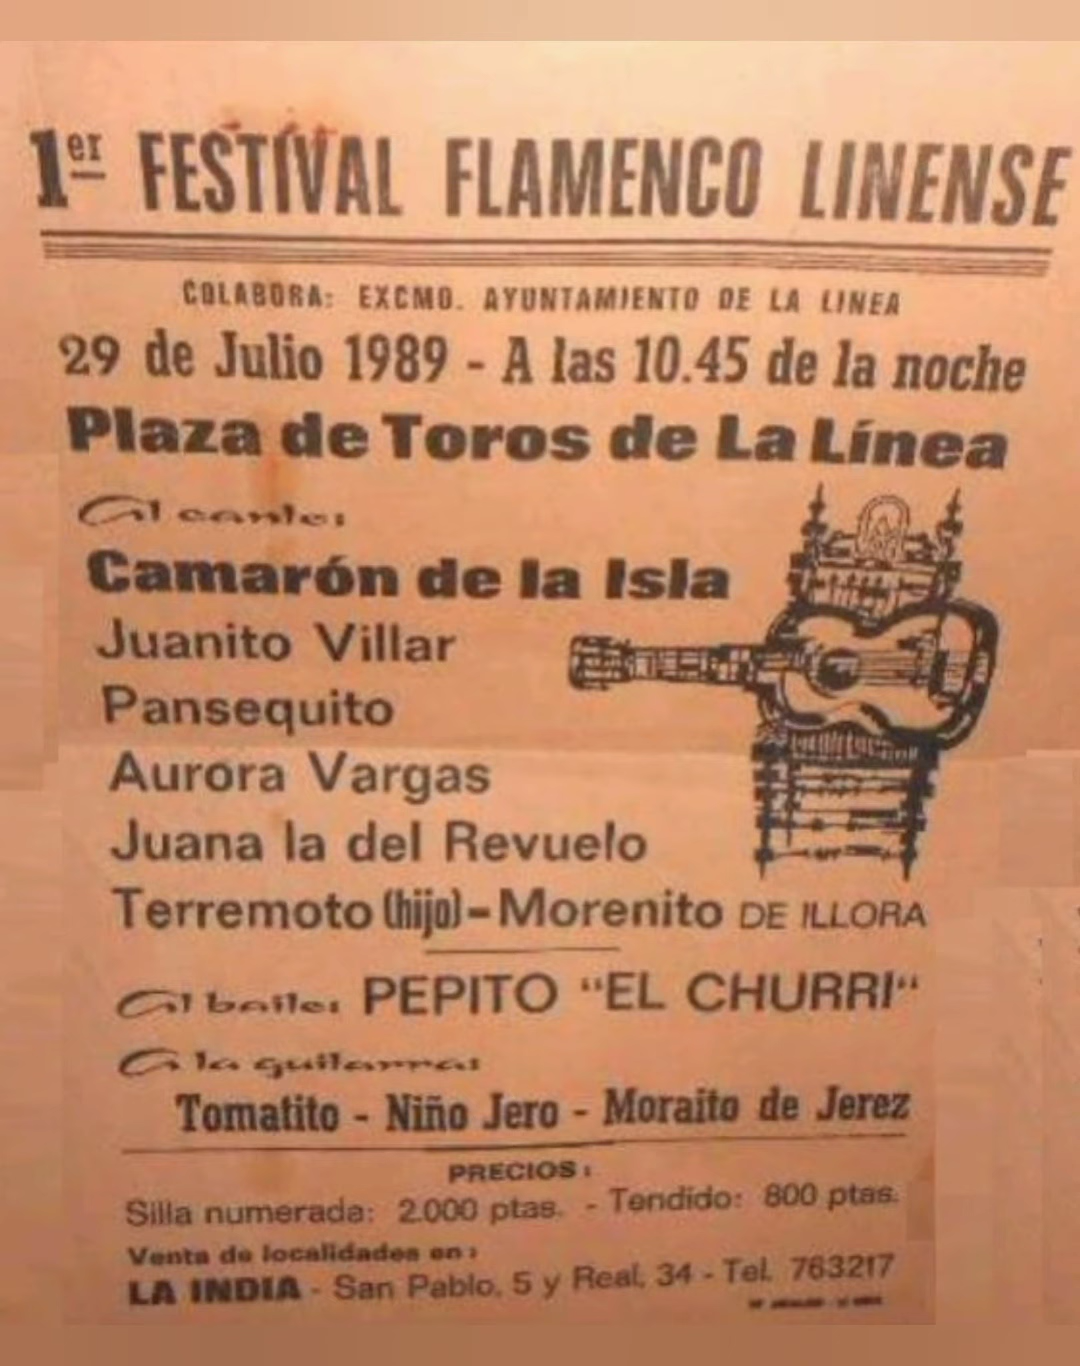 1er FESTIVAL FLAMENCO LINENSE
COLABORA: EXCMO. AYUNTAMIENTO DE LA LINEA
29 de Julio 1989 - A las 10.45 de la noche
Plaza de Toros de La Línea
Al cante:
Camarón de la Isla
Juanito Villar
Pansequito
Aurora Vargas
Juana la del Revuelo
Terremoto (hijo) - Morenito DE ILLORA
Al baile: PEPITO "EL CHURRI"
A la guitarras
Tomatito - Niño Jero - Moraito de Jerez
PRECIOS:
Silla numerada: 2.000 ptas. - Tendido: 800 ptas.
Venta de localidades en:
LA INDIA - San Pablo, 5 y Real, 34 - Tel. 763217